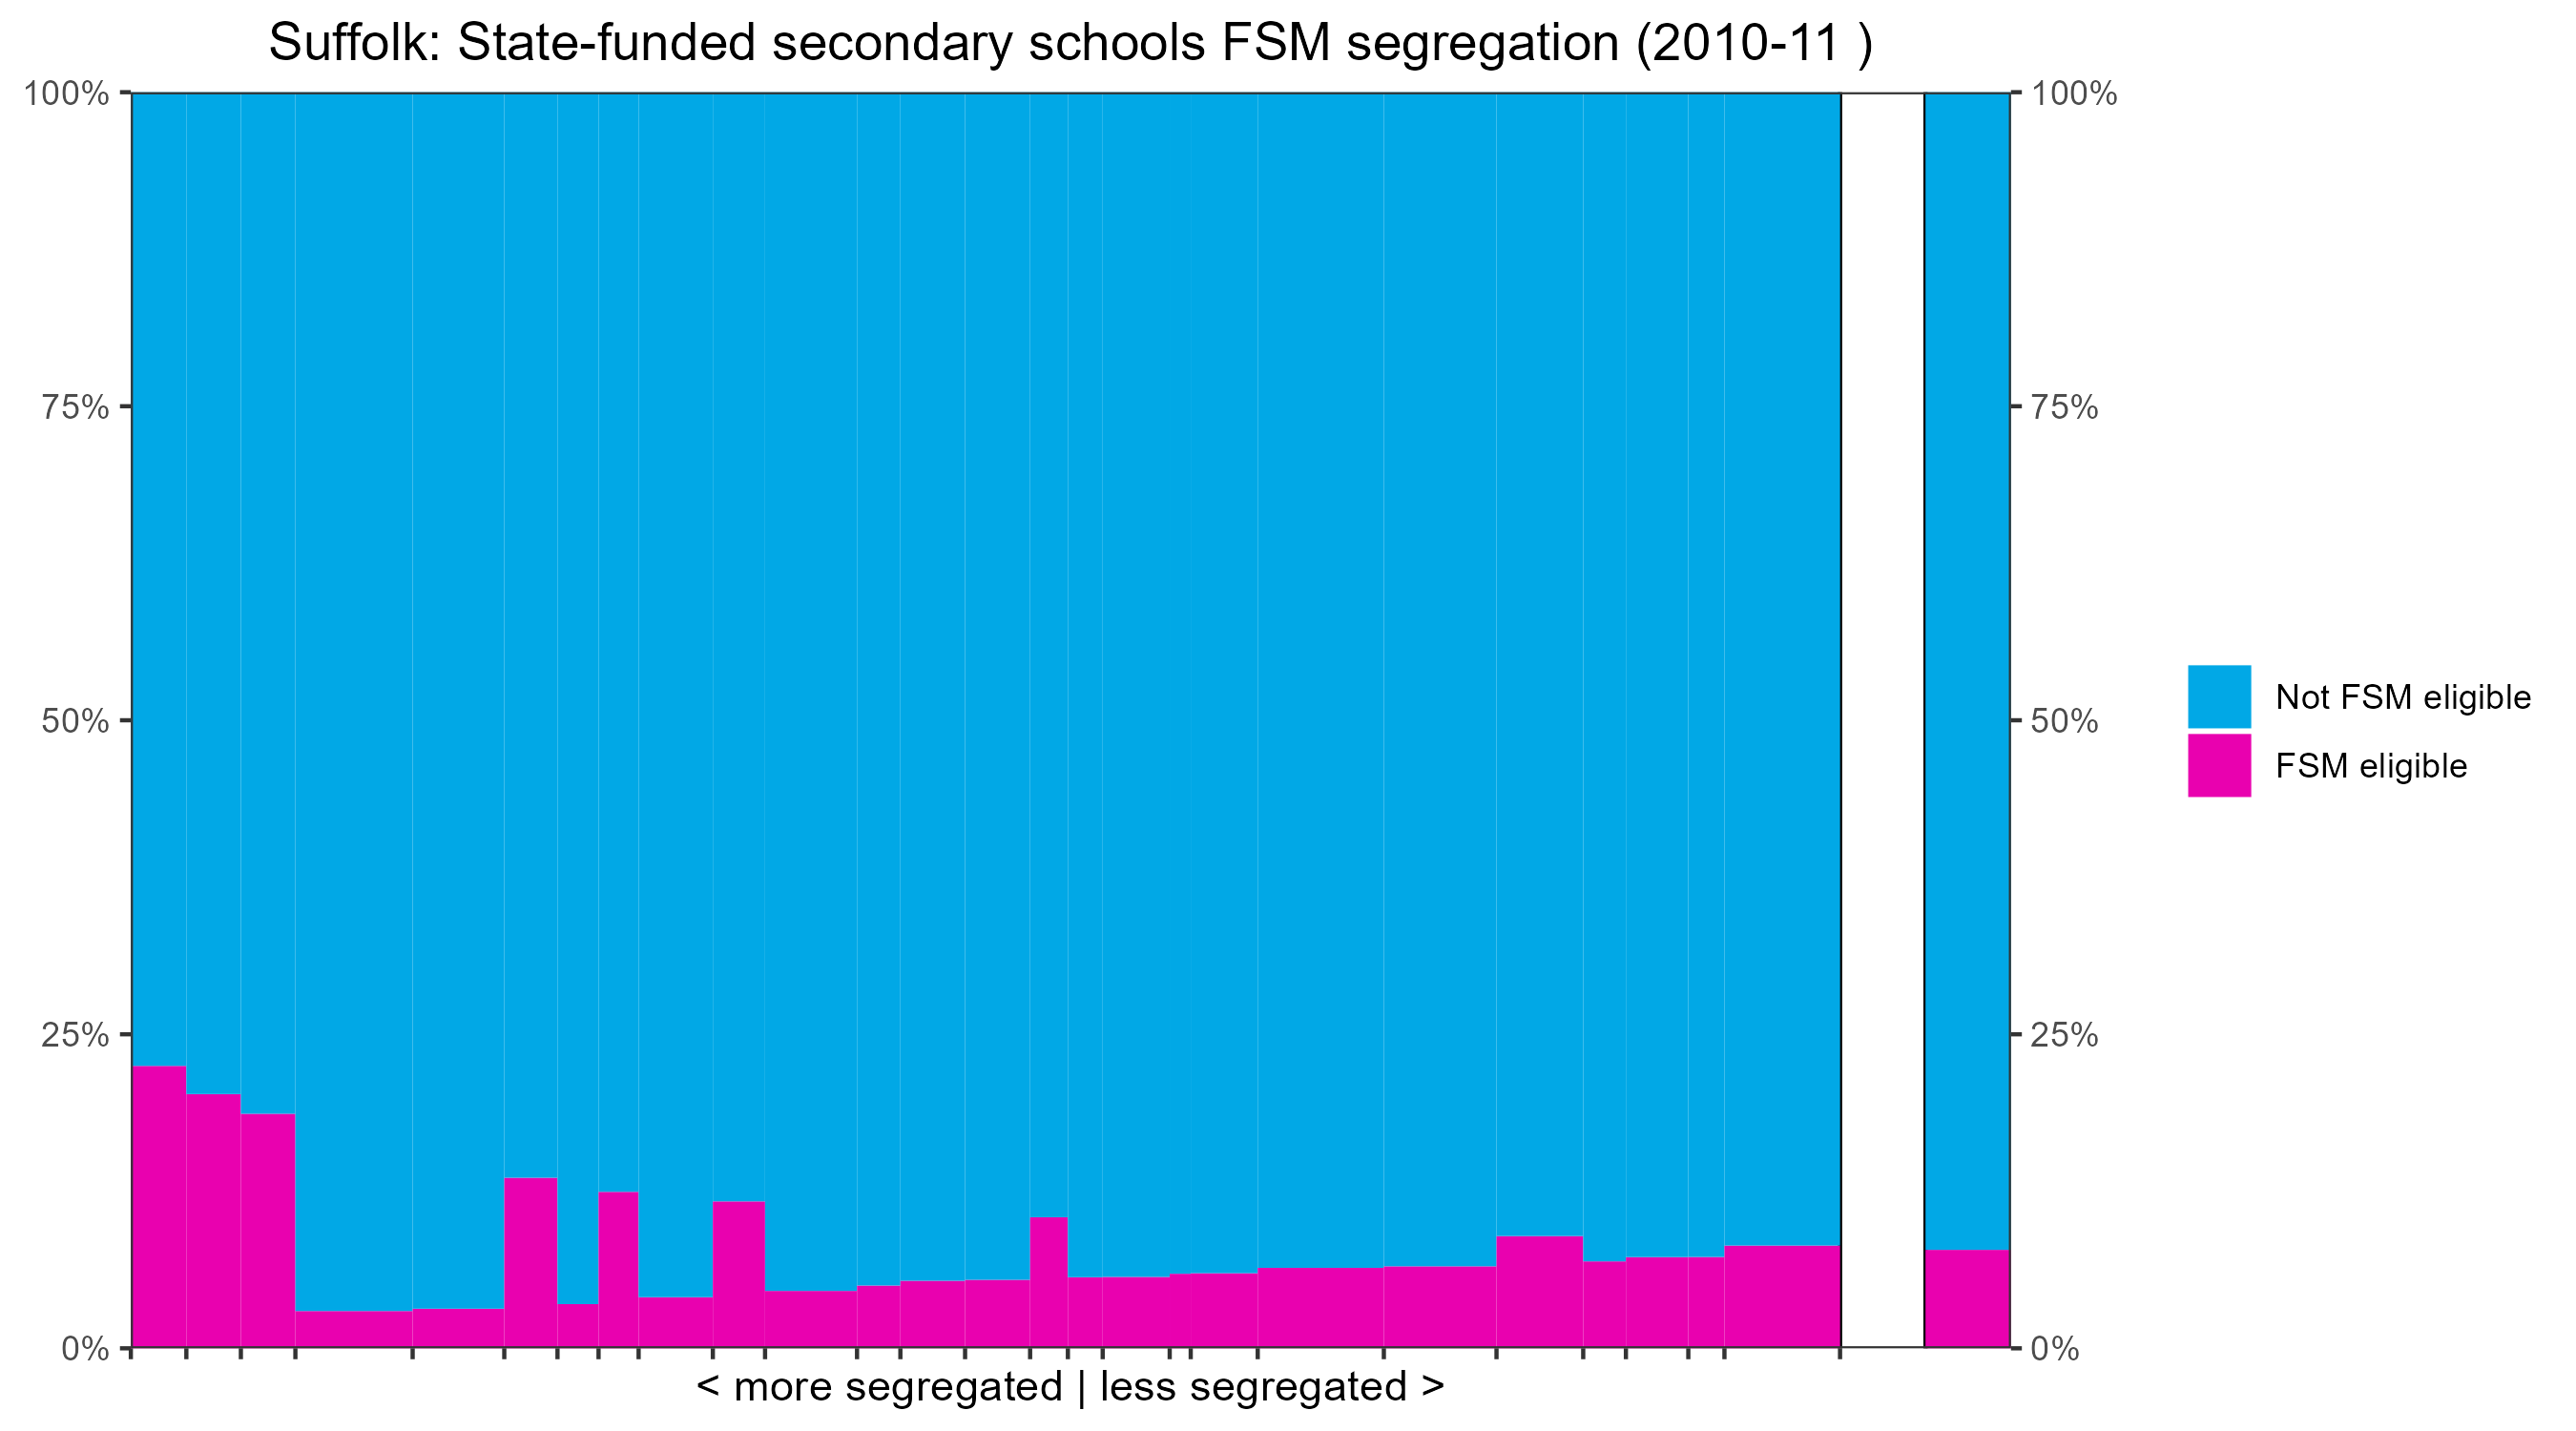 Suffolk: State-funded secondary schools FSM segregation (2010-11 )
100%
75%
50%
25%
0%
100%
75%
50%
25%
0%
Not FSM eligible
FSM eligible
< more segregated | less segregated >